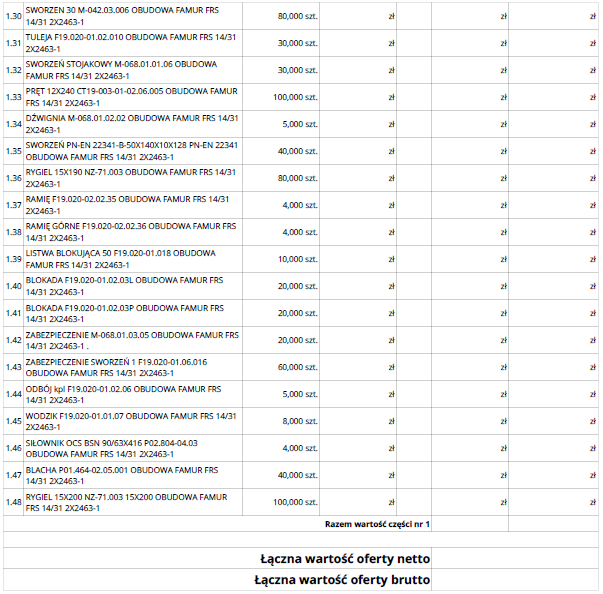 1.30 SWORZEŃ 30 M-042.03.006 OBUDOWA FAMUR FRS 80,000 szt. zł zł zł
14/31 2X2463-1
1.31 TULEJA F19.020-01.02.010 OBUDOWA FAMUR FRS 14/31 30,000 szt. zł zł zł
2X2463-1
1.32 SWORZEŃ STOJAKOWY M-068.01.01.06 OBUDOWA 30,000 szt. zł zł zł
FAMUR FRS 14/31 2X2463-1
1.33 PRĘT 12X240 CT19-003-01-02.06.005 OBUDOWA FAMUR 100,000 szt. zł zł zł
FRS 14/31 2X2463-1
1.34 DŹWIGNIA M-068.01.02.02 OBUDOWA FAMUR FRS 14/31 5,000 szt. zł zł zł
2X2463-1
1.35 SWORZEŃ PN-EN 22341-B-50X140X10X128 PN-EN 22341 40,000 szt. zł zł zł
OBUDOWA FAMUR FRS 14/31 2X2463-1
1.36 RYGIEL 15X190 NZ-71.003 OBUDOWA FAMUR FRS 14/31 80,000 szt. zł zł zł
2X2463-1
1.37 RAMIĘ F19.020-02.02.35 OBUDOWA FAMUR FRS 14/31 4,000 szt. zł zł zł
2X2463-1
1.38 RAMIĘ GÓRNE F19.020-02.02.36 OBUDOWA FAMUR FRS 4,000 szt. zł zł zł
14/31 2X2463-1
1.39 LISTWA BLOKUJĄCA 50 F19.020-01.018 OBUDOWA 10,000 szt. zł zł zł
FAMUR FRS 14/31 2X2463-1
1.40 BLOKADA F19.020-01.02.03L OBUDOWA FAMUR FRS 20,000 szt. zł zł zł
14/31 2X2463-1
1.41 BLOKADA F19.020-01.02.03P OBUDOWA FAMUR FRS 20,000 szt. zł zł zł
14/31 2X2463-1
1.42 ZABEZPIECZENIE M-068.01.03.05 OBUDOWA FAMUR FRS 20,000 szt. zł zł zł
14/31 2X2463-1 .
1.43 ZABEZPIECZENIE SWORZEŃ 1 F19.020-01.06.016 60,000 szt. zł zł zł
OBUDOWA FAMUR FRS 14/31 2X2463-1
1.44 ODBÓJ kpl F19.020-01.02.06 OBUDOWA FAMUR FRS 5,000 szt. zł zł zł
14/31 2X2463-1
1.45 WODZIK F19.020-01.01.07 OBUDOWA FAMUR FRS 14/31 8,000 szt. zł zł zł
2X2463-1
1.46 SIŁOWNIK OCS BSN 90/63X416 P02.804-04.03 4,000 szt. zł zł zł
OBUDOWA FAMUR FRS 14/31 2X2463-1
1.47 BLACHA P01.464-02.05.001 OBUDOWA FAMUR FRS 40,000 szt. zł zł zł
14/31 2X2463-1
1.48 RYGIEL 15X200 NZ-71.003 15X200 OBUDOWA FAMUR 100,000 szt. zł zł zł
FRS 14/31 2X2463-1
Razem wartość części nr 1
Łączna wartość oferty netto
Łączna wartość oferty brutto